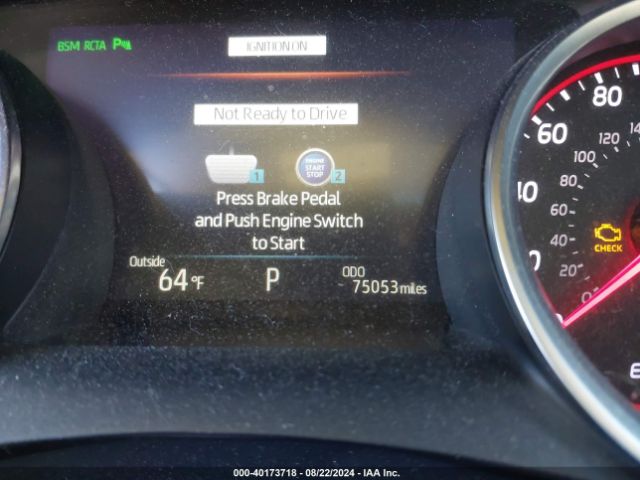 BSM RCTA P
IGNITION ON
Not Ready to Drive
1
ENGINE
START
STOP
2
Press Brake Pedal
and Push Engine Switch
to Start
Outside
64°F
P
ODO
75053 miles
80
60
120
100
80
60
40
20
0
CHECK
E
000-40173718 - 08/22/2024 - IAA Inc.